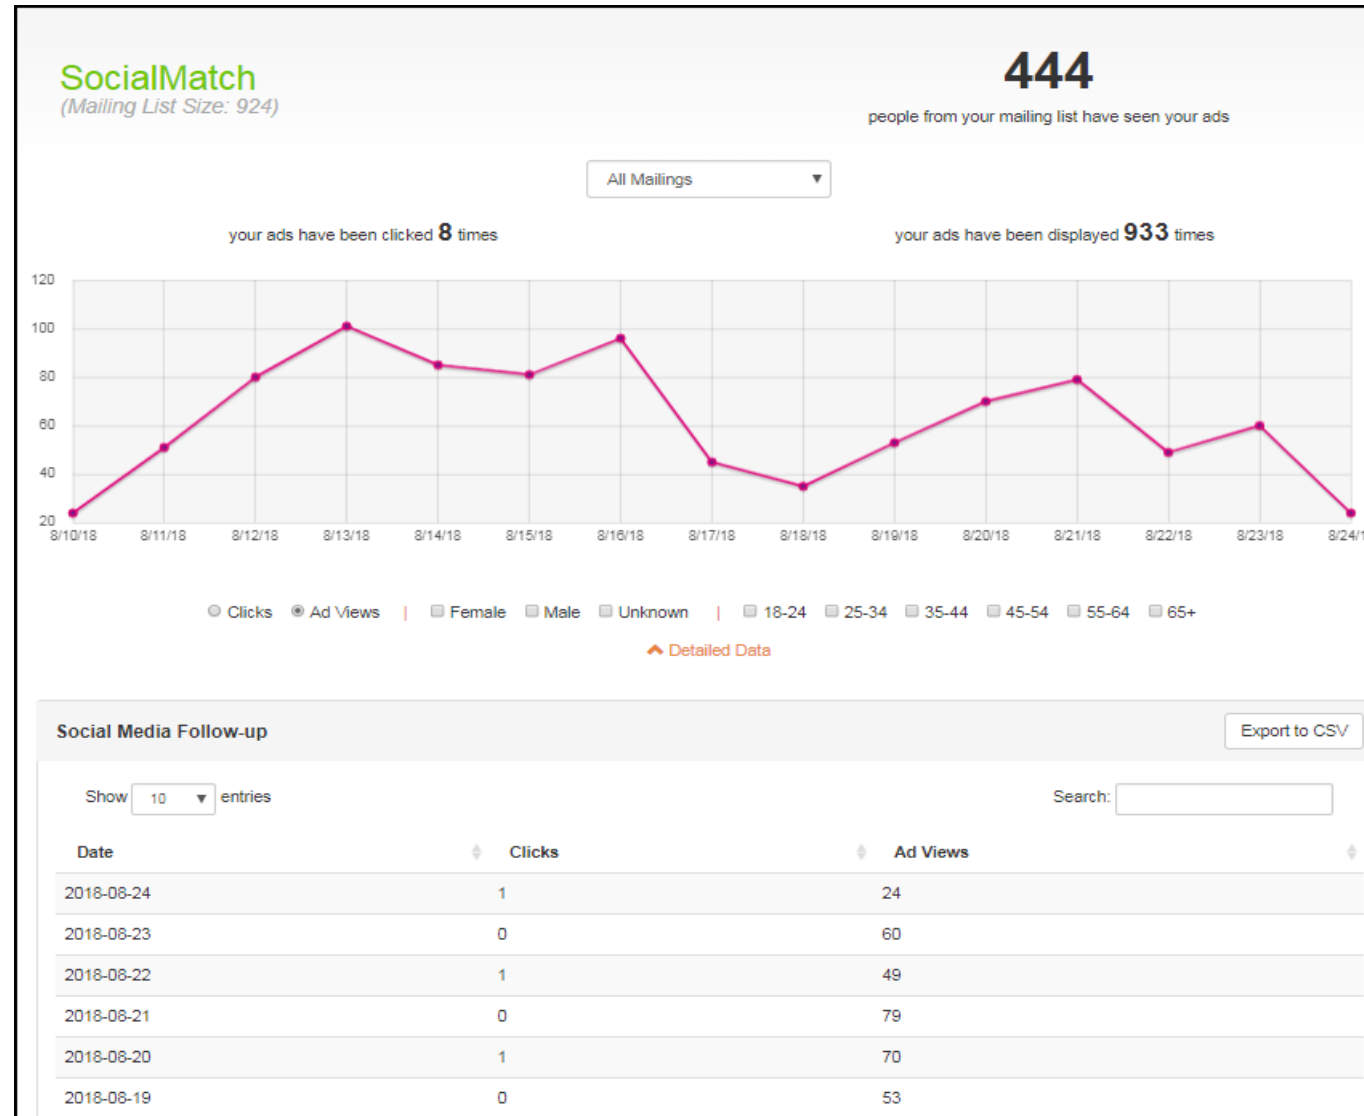 SocialMatch
(Mailing List Size: 924)
444
people from your mailing list have seen your ads
All Mailings
your ads have been clicked 8 times
your ads have been displayed 933 times
120
100
80
60
40
20
8/10/18 8/11/18 8/12/18 8/13/18 8/14/18 8/15/18 8/16/18 8/17/18 8/18/18 8/19/18 8/20/18 8/21/18 8/22/18 8/23/18 8/24/1
Clicks Ad Views | Female Male Unknown | 18-24 25-34 35-44 45-54 55-64 65+
Detailed Data
Social Media Follow-up Export to CSV
Show 10 entries Search:
Date Clicks Ad Views
2018-08-24 1 24
2018-08-23 0 60
2018-08-22 1 49
2018-08-21 0 79
2018-08-20 1 70
2018-08-19 0 53